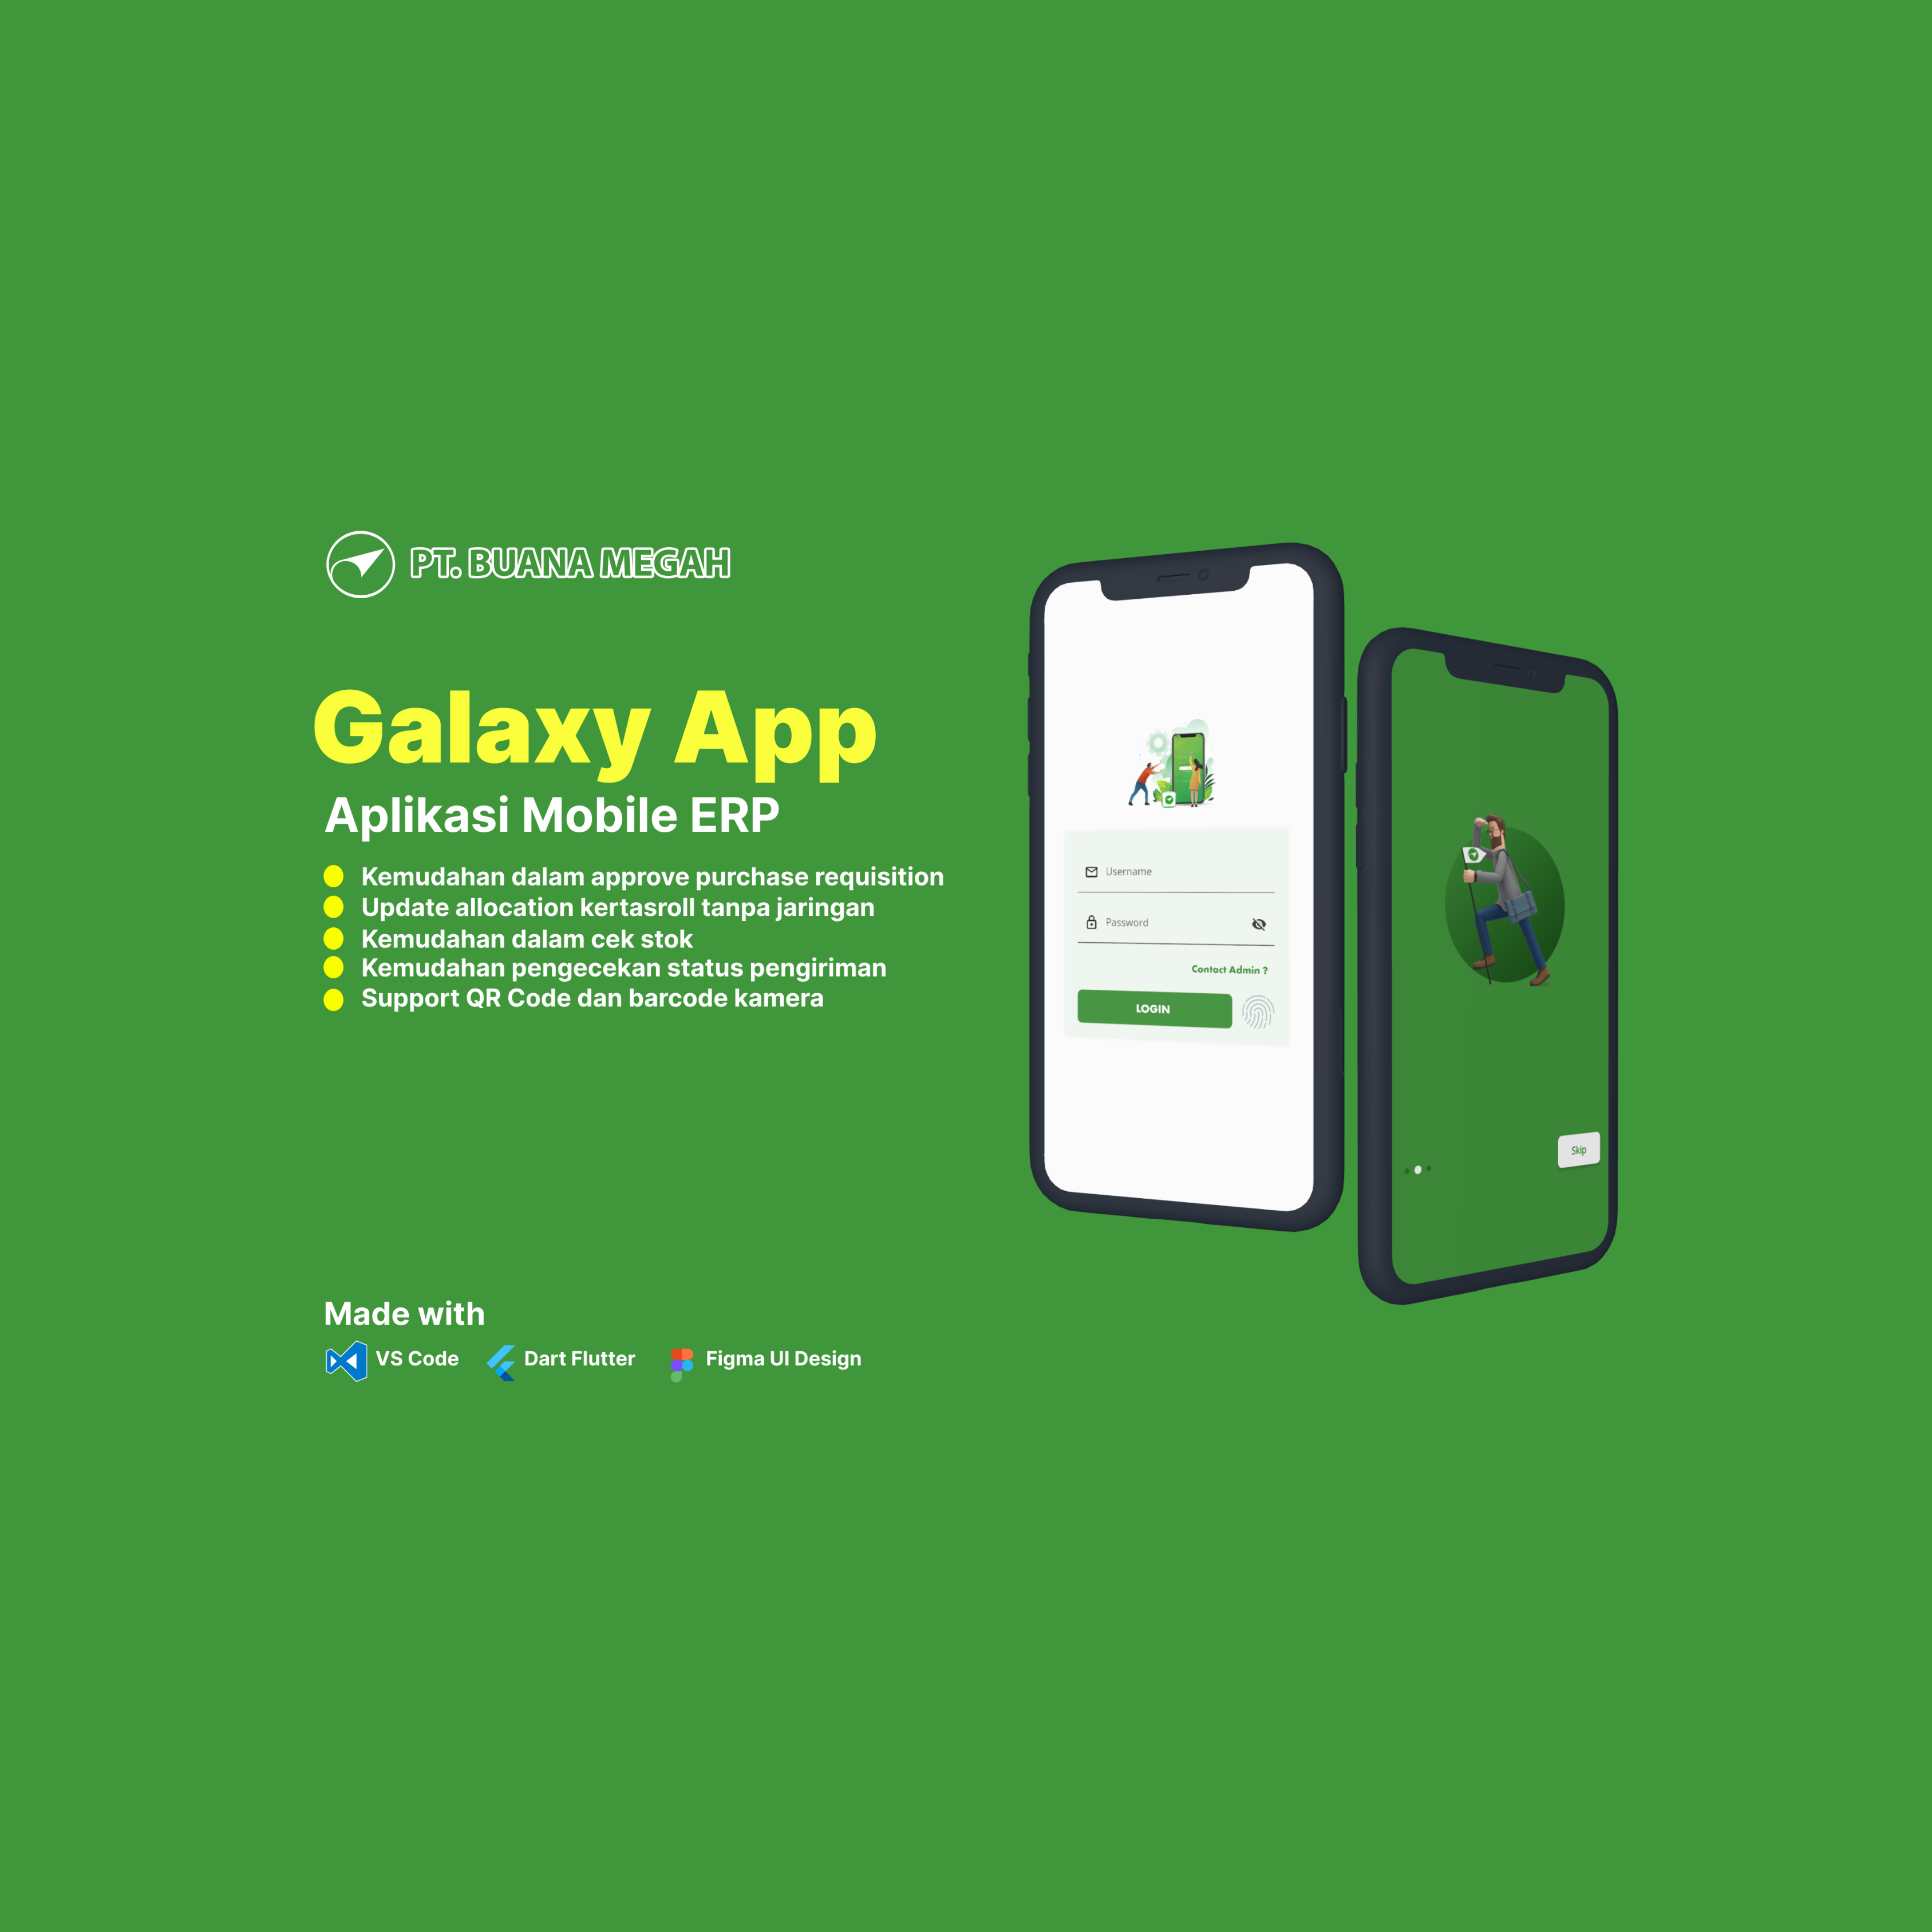 PT. BUANA MEGAH
Galaxy App
Aplikasi Mobile ERP
Kemudahan dalam approve purchase requisition
Update allocation kertasroll tanpa jaringan
Kemudahan dalam cek stok
Kemudahan pengecekan status pengiriman
Support QR Code dan barcode kamera
Made with
VS Code
Dart Flutter
Figma UI Design
Username
Password
Contact Admin ?
LOGIN
Skip